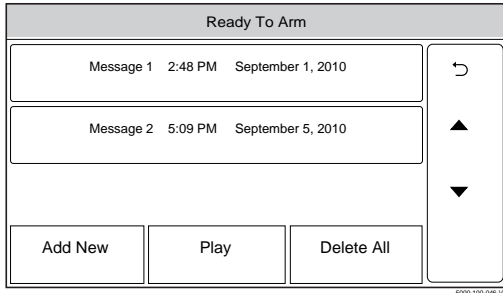 Ready To Arm
Message 1 2:48 PM September 1, 2010
Message 2 5:09 PM September 5, 2010
Add New Play Delete All